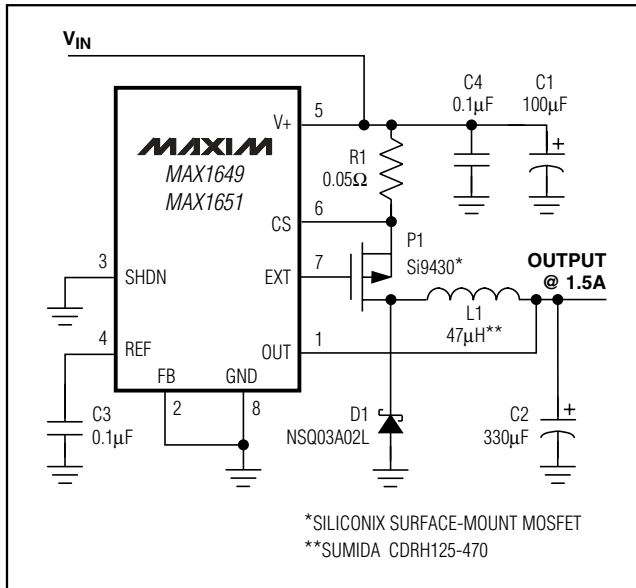 VIN
MAXIM
MAX1649
MAX1651
V+
5
C4
0.1µF
C1
100µF
+
R1
0.05Ω
CS
6
P1
Si9430*
3
SHDN
EXT
7
OUTPUT
@ 1.5A
L1
47µH**
4
REF
OUT
1
FB
GND
2
8
C3
0.1µF
D1
NSQ03A02L
C2
330µF
+
*SILICONIX SURFACE-MOUNT MOSFET
**SUMIDA CDRH125-470